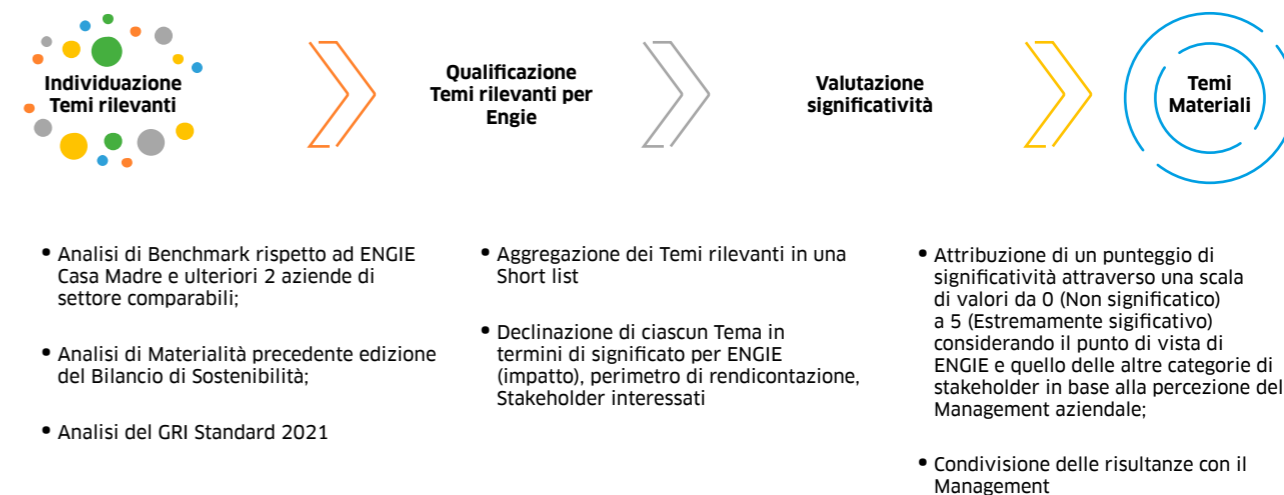 Individuazione
Temi rilevanti
Qualificazione
Temi rilevanti per
Engie
Valutazione
significatività
Temi
Materiali
• Analisi di Benchmark rispetto ad ENGIE
Casa Madre e ulteriori 2 aziende di
settore comparabili;
• Analisi di Materialità precedente edizione
del Bilancio di Sostenibilità;
• Analisi del GRI Standard 2021
• Aggregazione dei Temi rilevanti in una
Short list
• Declinazione di ciascun Tema in
termini di significato per ENGIE
(impatto), perimetro di rendicontazione,
Stakeholder interessati
• Attribuzione di un punteggio di
significatività attraverso una scala
di valori da 0 (Non significatico)
a 5 (Estremamente sigificativo)
considerando il punto di vista di
ENGIE e quello delle altre categorie di
stakeholder in base alla percezione del
Management aziendale;
• Condivisione delle risultanze con il
Management